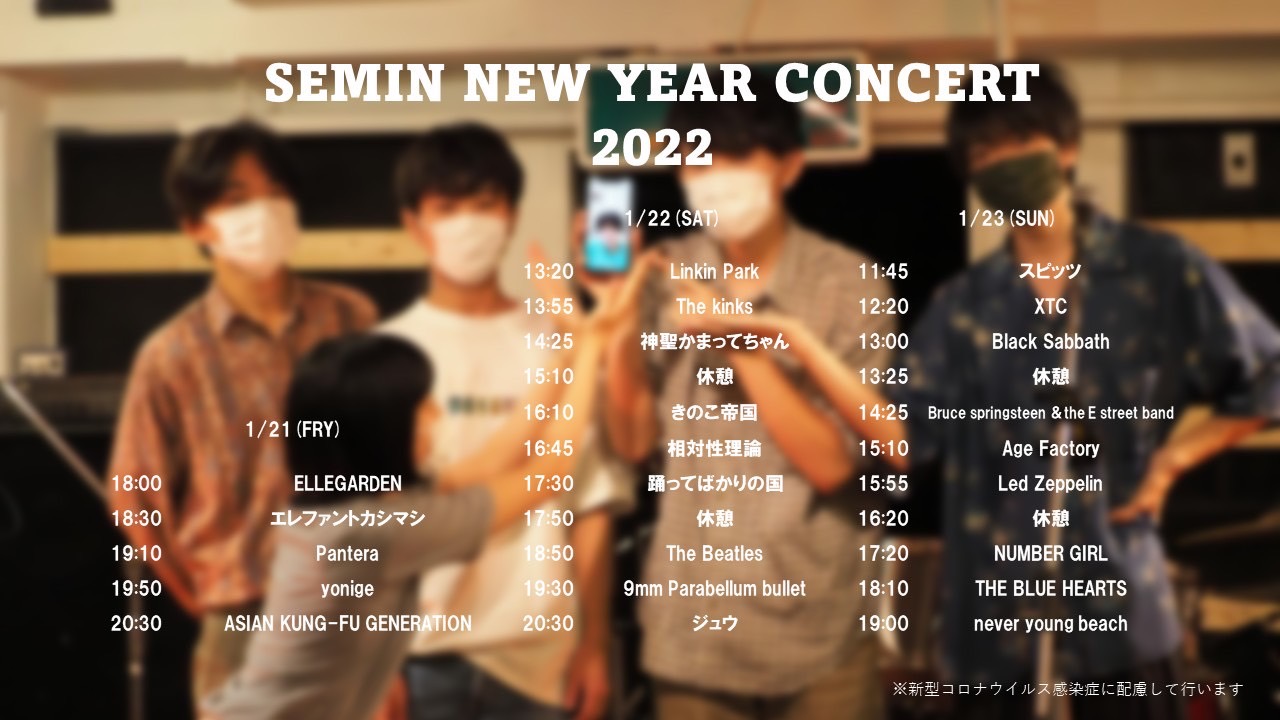 SEMIN NEW YEAR CONCERT
2022
1/21(FRY)
18:00 ELLEGARDEN
18:30 エレファントカシマシ
19:10 Pantera
19:50 yonige
20:30 ASIAN KUNG-FU GENERATION
1/22(SAT)
13:20 Linkin Park
13:55 The kinks
14:25 神聖かまってちゃん
15:10 休憩
16:10 きのこ帝国
16:45 相対性理論
17:30 踊ってばかりの国
17:50 休憩
18:50 The Beatles
19:30 9mm Parabellum bullet
20:30 ジュウ
1/23(SUN)
11:45 スピッツ
12:20 XTC
13:00 Black Sabbath
13:25 休憩
14:25 Bruce springsteen &the E street band
15:10 Age Factory
15:55 Led Zeppelin
16:20 休憩
17:20 NUMBER GIRL
18:10 THE BLUE HEARTS
19:00 never young beach
※新型コロナウイルス感染症に配慮して行います